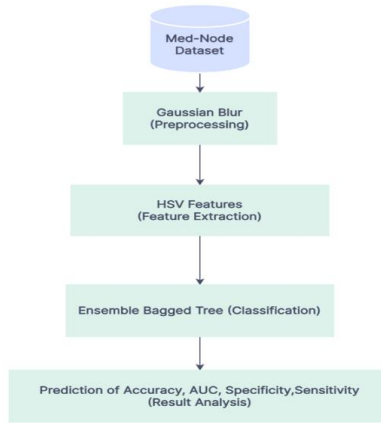 Med-Node
Dataset
Gaussian Blur
(Preprocessing)
HSV Features
(Feature Extraction)
Ensemble Bagged Tree (Classification)
Prediction of Accuracy, AUC, Specificity,Sensitivity
(Result Analysis)